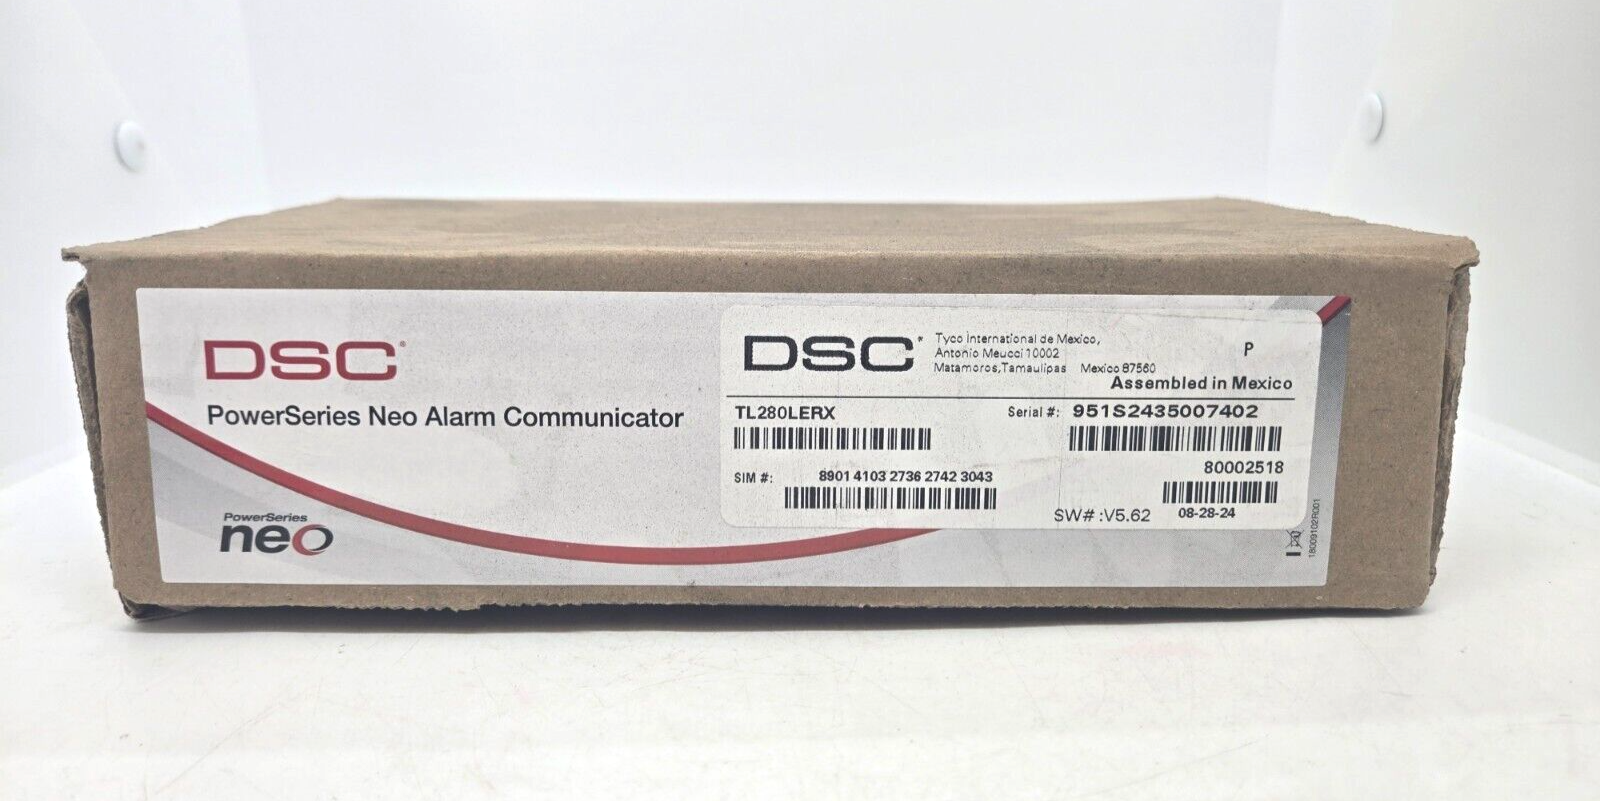 DSC
PowerSeries Neo Alarm Communicator
PowerSeries
neo
DSC
Tyco International de Mexico,
Antonio Meucci 10002
Matamoros,Tamaulipas Mexico 87560
P
Assembled in Mexico
TL280LERX
Serial #: 951S2435007402
80002518
SIM #: 8901 4103 2736 2742 3043
SW# :V5.62
08-28-24
18009102R001